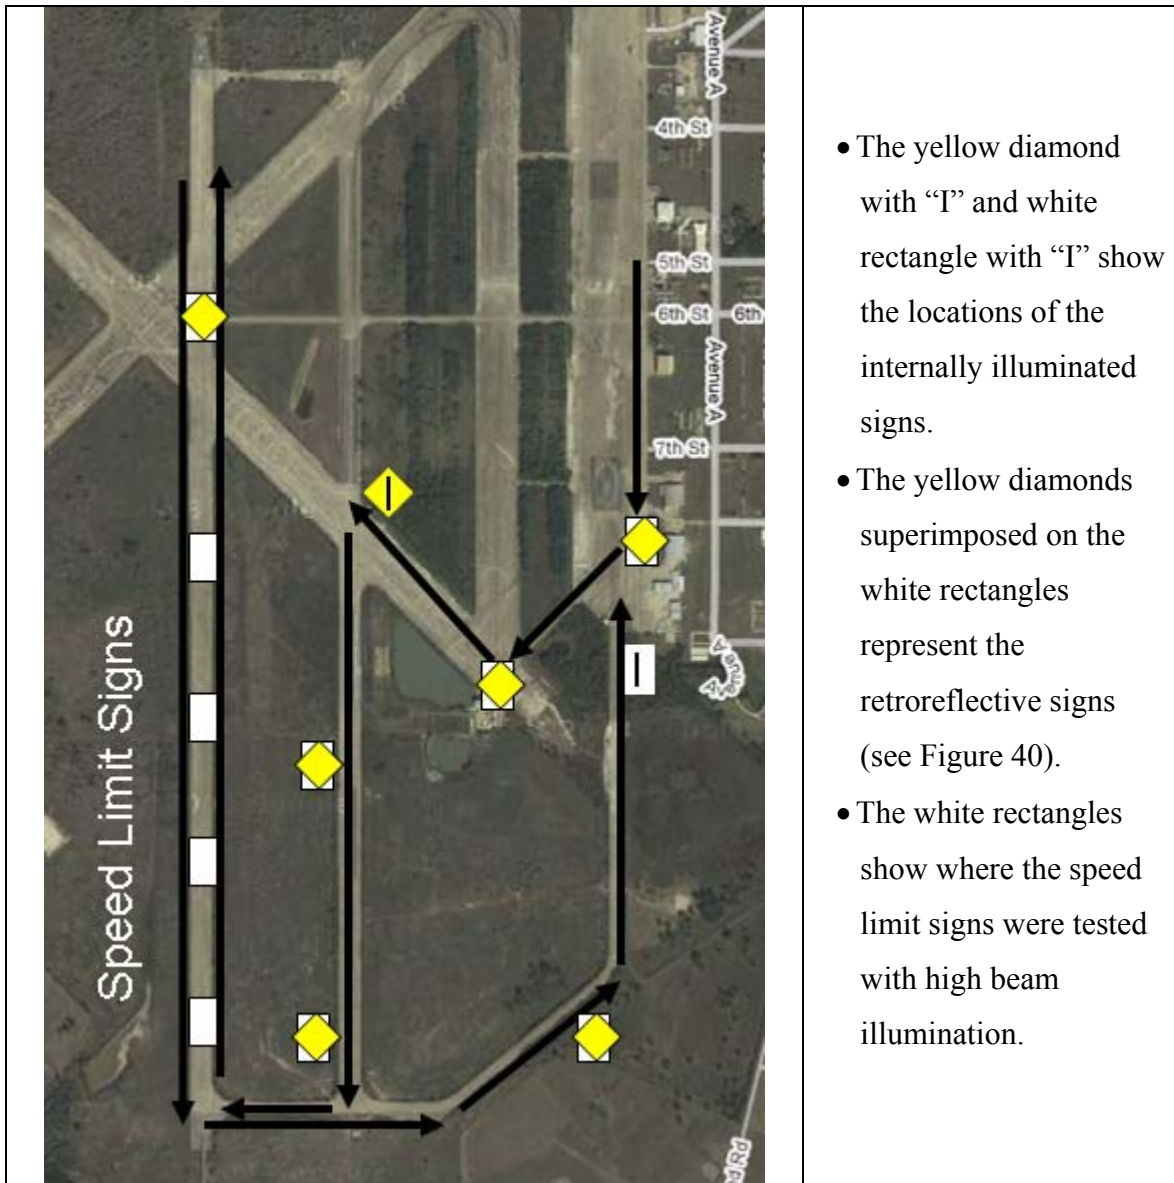 Avenue A
4th St
5th St
6th St
6th
Avenue A
7th St
I
I
Speed Limit Signs
d Rd
• The yellow diamond
with “I” and white
rectangle with “I” show
the locations of the
internally illuminated
signs.
• The yellow diamonds
superimposed on the
white rectangles
represent the
retroreflective signs
(see Figure 40).
• The white rectangles
show where the speed
limit signs were tested
with high beam
illumination.